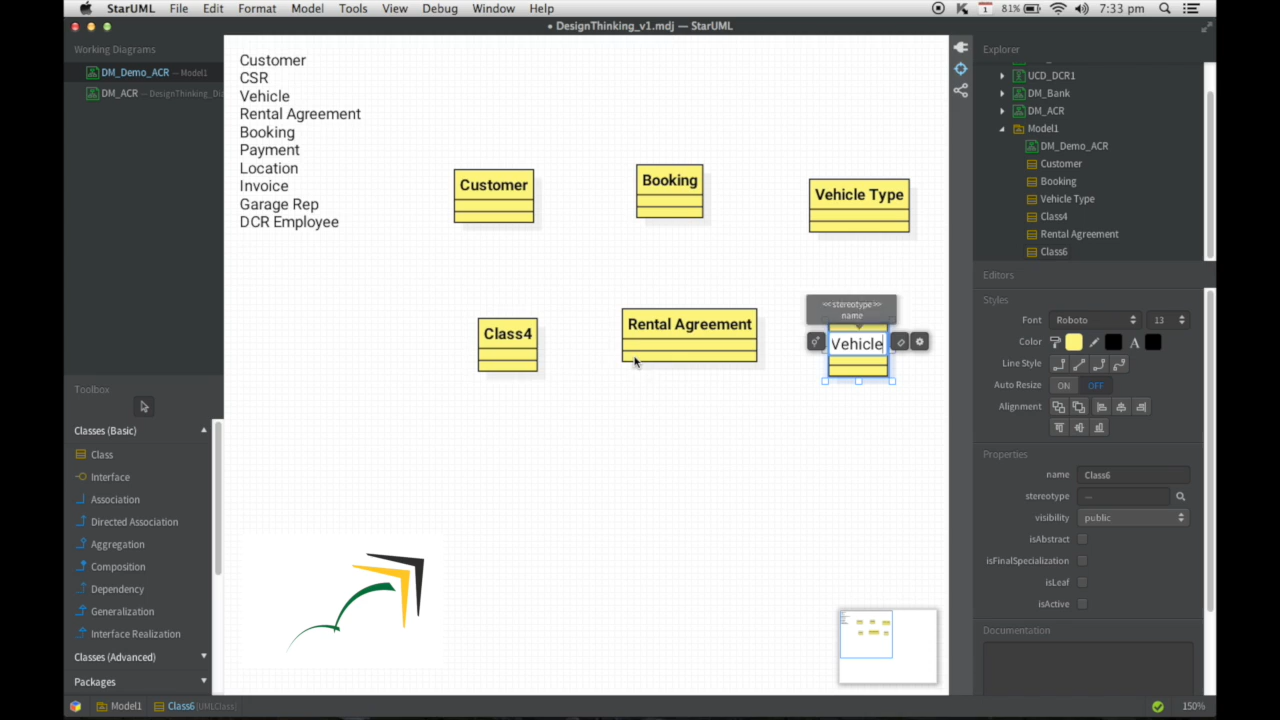 StarUML File Edit Format Model Tools View Debug Window Help
1 81% 7:33 pm
• DesignThinking_v1.mdj — StarUML
Working Diagrams
DM_Demo_ACR — Model1
DM_ACR — DesignThinking_Di
Customer
CSR
Vehicle
Rental Agreement
Booking
Payment
Location
Invoice
Garage Rep
DCR Employee
Customer
Booking
Vehicle Type
Class4
Rental Agreement
<<stereotype>>
name
Vehicle
Toolbox
Classes (Basic)
Class
Interface
Association
Directed Association
Aggregation
Composition
Dependency
Generalization
Interface Realization
Classes (Advanced)
Packages
Explorer
UCD_DCR1
DM_Bank
DM_ACR
Model1
DM_Demo_ACR
Customer
Booking
Vehicle Type
Class4
Rental Agreement
Class6
Editors
Styles
Font Roboto 13
Color A
Line Style
Auto Resize ON OFF
Alignment
Properties
name Class6
stereotype —
visibility public
isAbstract
isFinalSpecialization
isLeaf
isActive
Documentation
Model1 Class6 (UMLClass)
150%